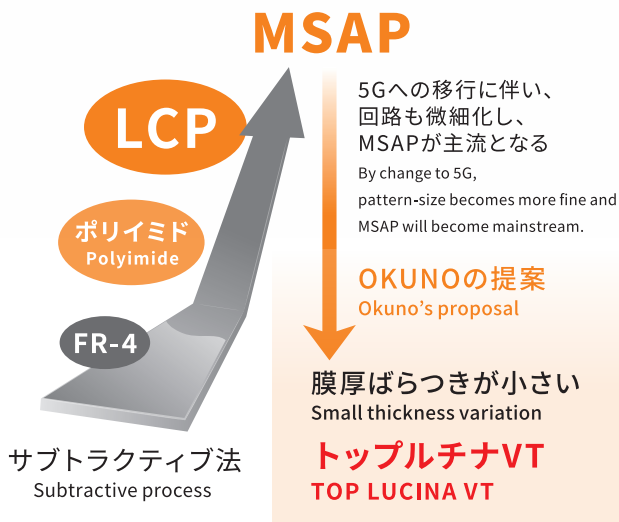 MSAP
LCP
ポリイミド
Polyimide
FR-4
サブトラクティブ法
Subtractive process
5Gへの移行に伴い、
回路も微細化し、
MSAPが主流となる
By change to 5G,
pattern-size becomes more fine and
MSAP will become mainstream.
OKUNOの提案
Okuno's proposal
膜厚ばらつきが小さい
Small thickness variation
トップルチナVT
TOP LUCINA VT